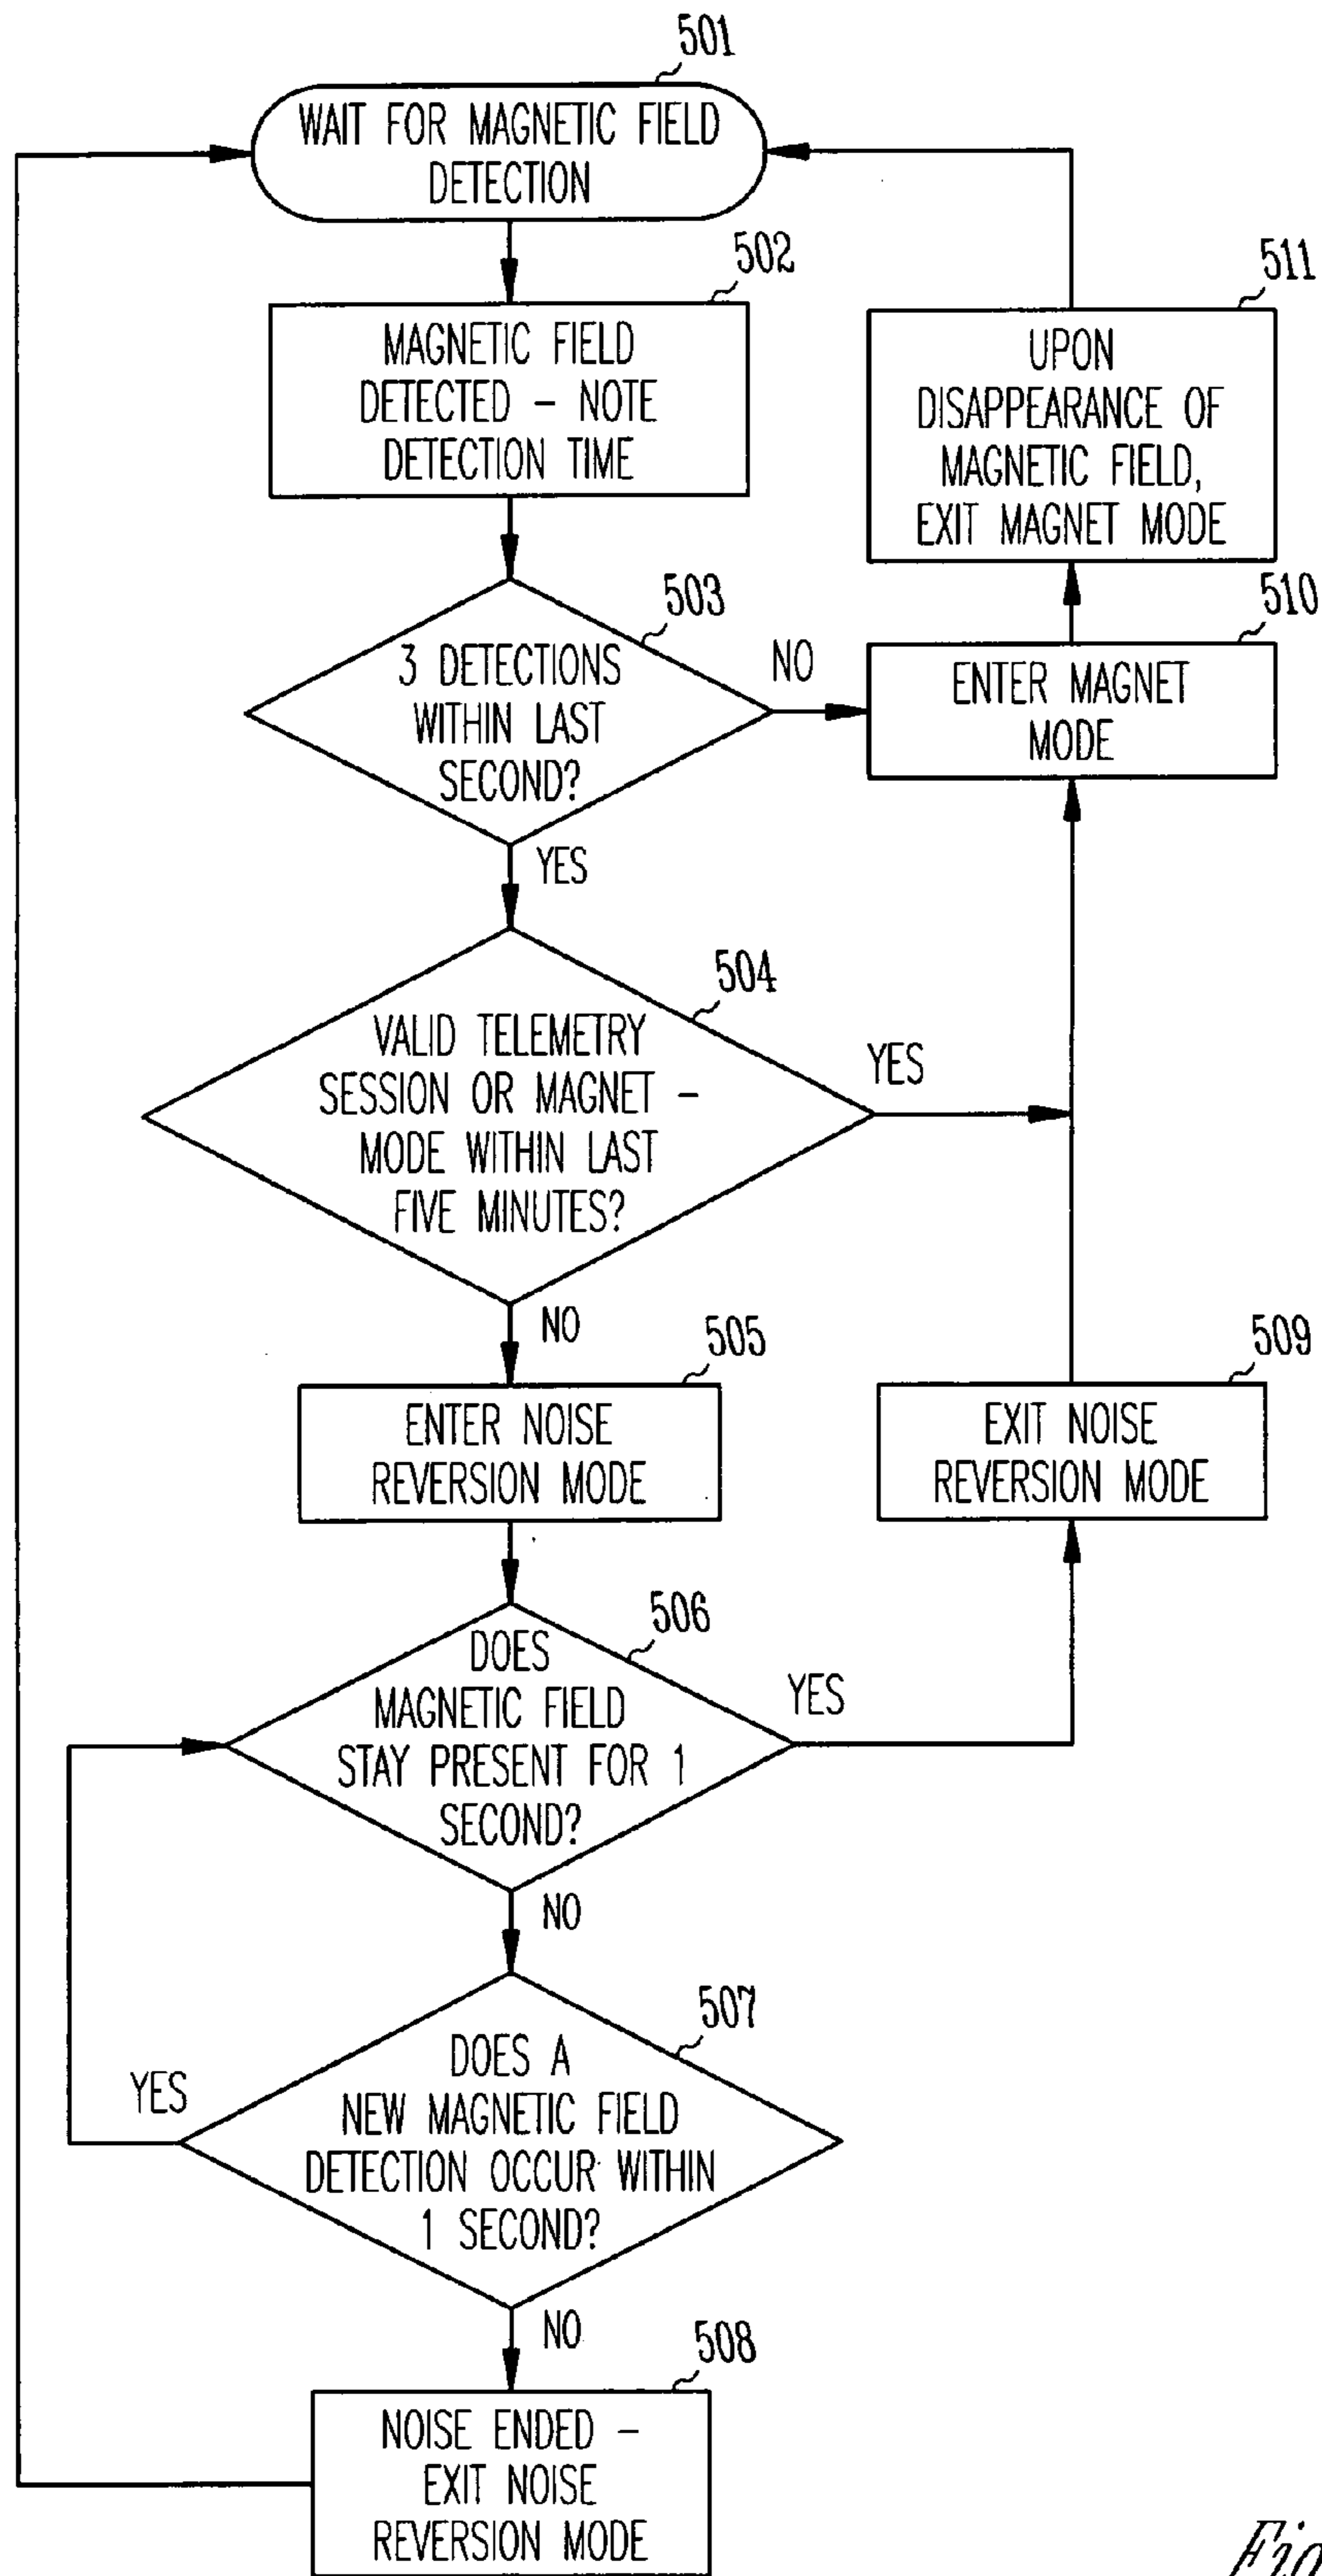 501
WAIT FOR MAGNETIC FIELD
DETECTION
502
MAGNETIC FIELD
DETECTED – NOTE
DETECTION TIME
511
UPON
DISAPPEARANCE OF
MAGNETIC FIELD,
EXIT MAGNET MODE
503
3 DETECTIONS
WITHIN LAST
SECOND?
NO
510
ENTER MAGNET
MODE
YES
504
VALID TELEMETRY
SESSION OR MAGNET –
MODE WITHIN LAST
FIVE MINUTES?
YES
NO
505
ENTER NOISE
REVERSION MODE
509
EXIT NOISE
REVERSION MODE
506
DOES
MAGNETIC FIELD
STAY PRESENT FOR 1
SECOND?
YES
NO
507
DOES A
NEW MAGNETIC FIELD
DETECTION OCCUR WITHIN
1 SECOND?
YES
NO
508
NOISE ENDED –
EXIT NOISE
REVERSION MODE